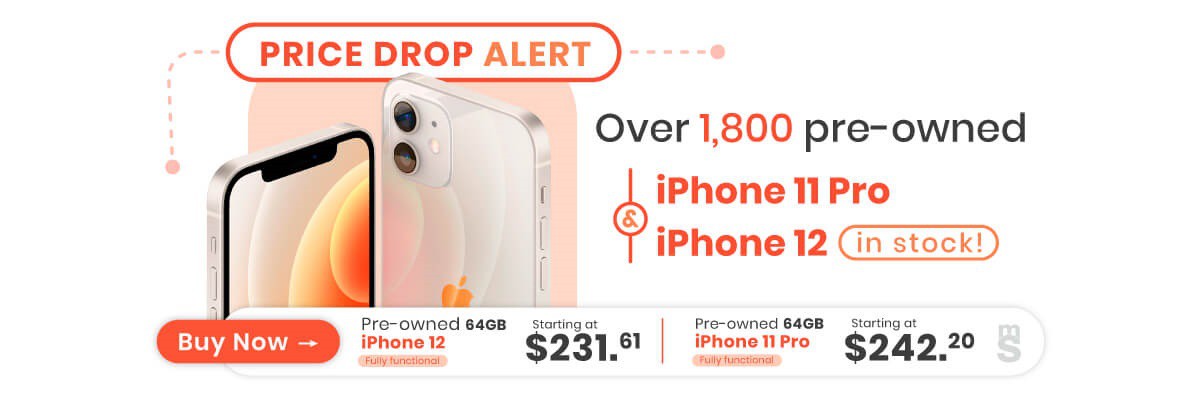 PRICE DROP ALERT
Over 1,800 pre-owned
iPhone 11 Pro
&
iPhone 12 in stock!
Buy Now →
Pre-owned 64GB
iPhone 12
Fully functional
Starting at
$231.61
Pre-owned 64GB
iPhone 11 Pro
Fully functional
Starting at
$242.20
mS